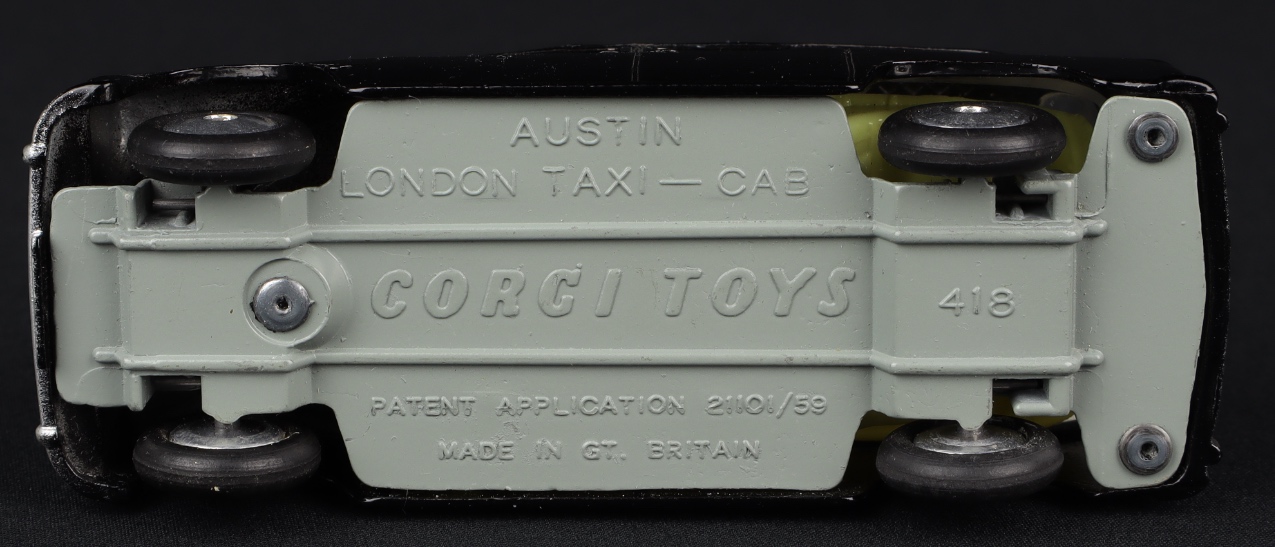 AUSTIN
LONDON TAXI — CAB
CORGI TOYS
418
PATENT APPLICATION 21101/59
MADE IN GT. BRITAIN